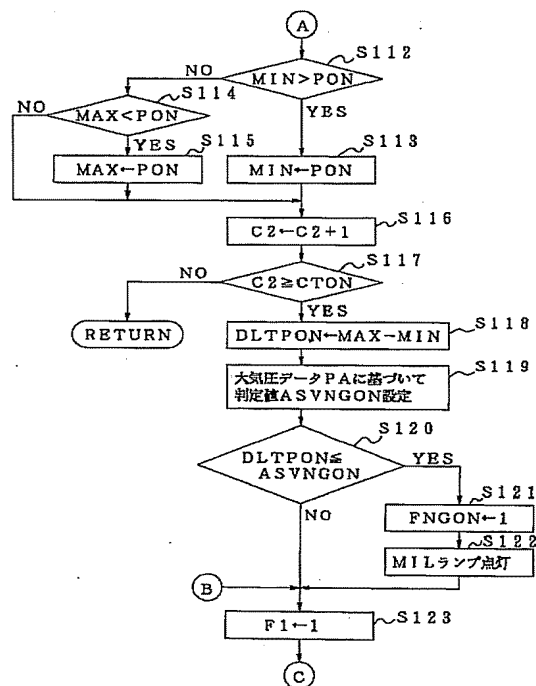 A
S112
MIN>PON
NO
YES
S114
MAX<PON
NO
YES
S115
MAX←PON
S113
MIN←PON
S116
C2←C2+1
S117
C2≧CTON
NO
YES
RETURN
S118
DLTPON←MAX−MIN
S119
大気圧データPAに基づいて
判定値ASVNGON設定
S120
DLTPON≦
ASVNGON
YES
NO
S121
FNGON←1
S122
MILランプ点灯
B
S123
F1←1
C